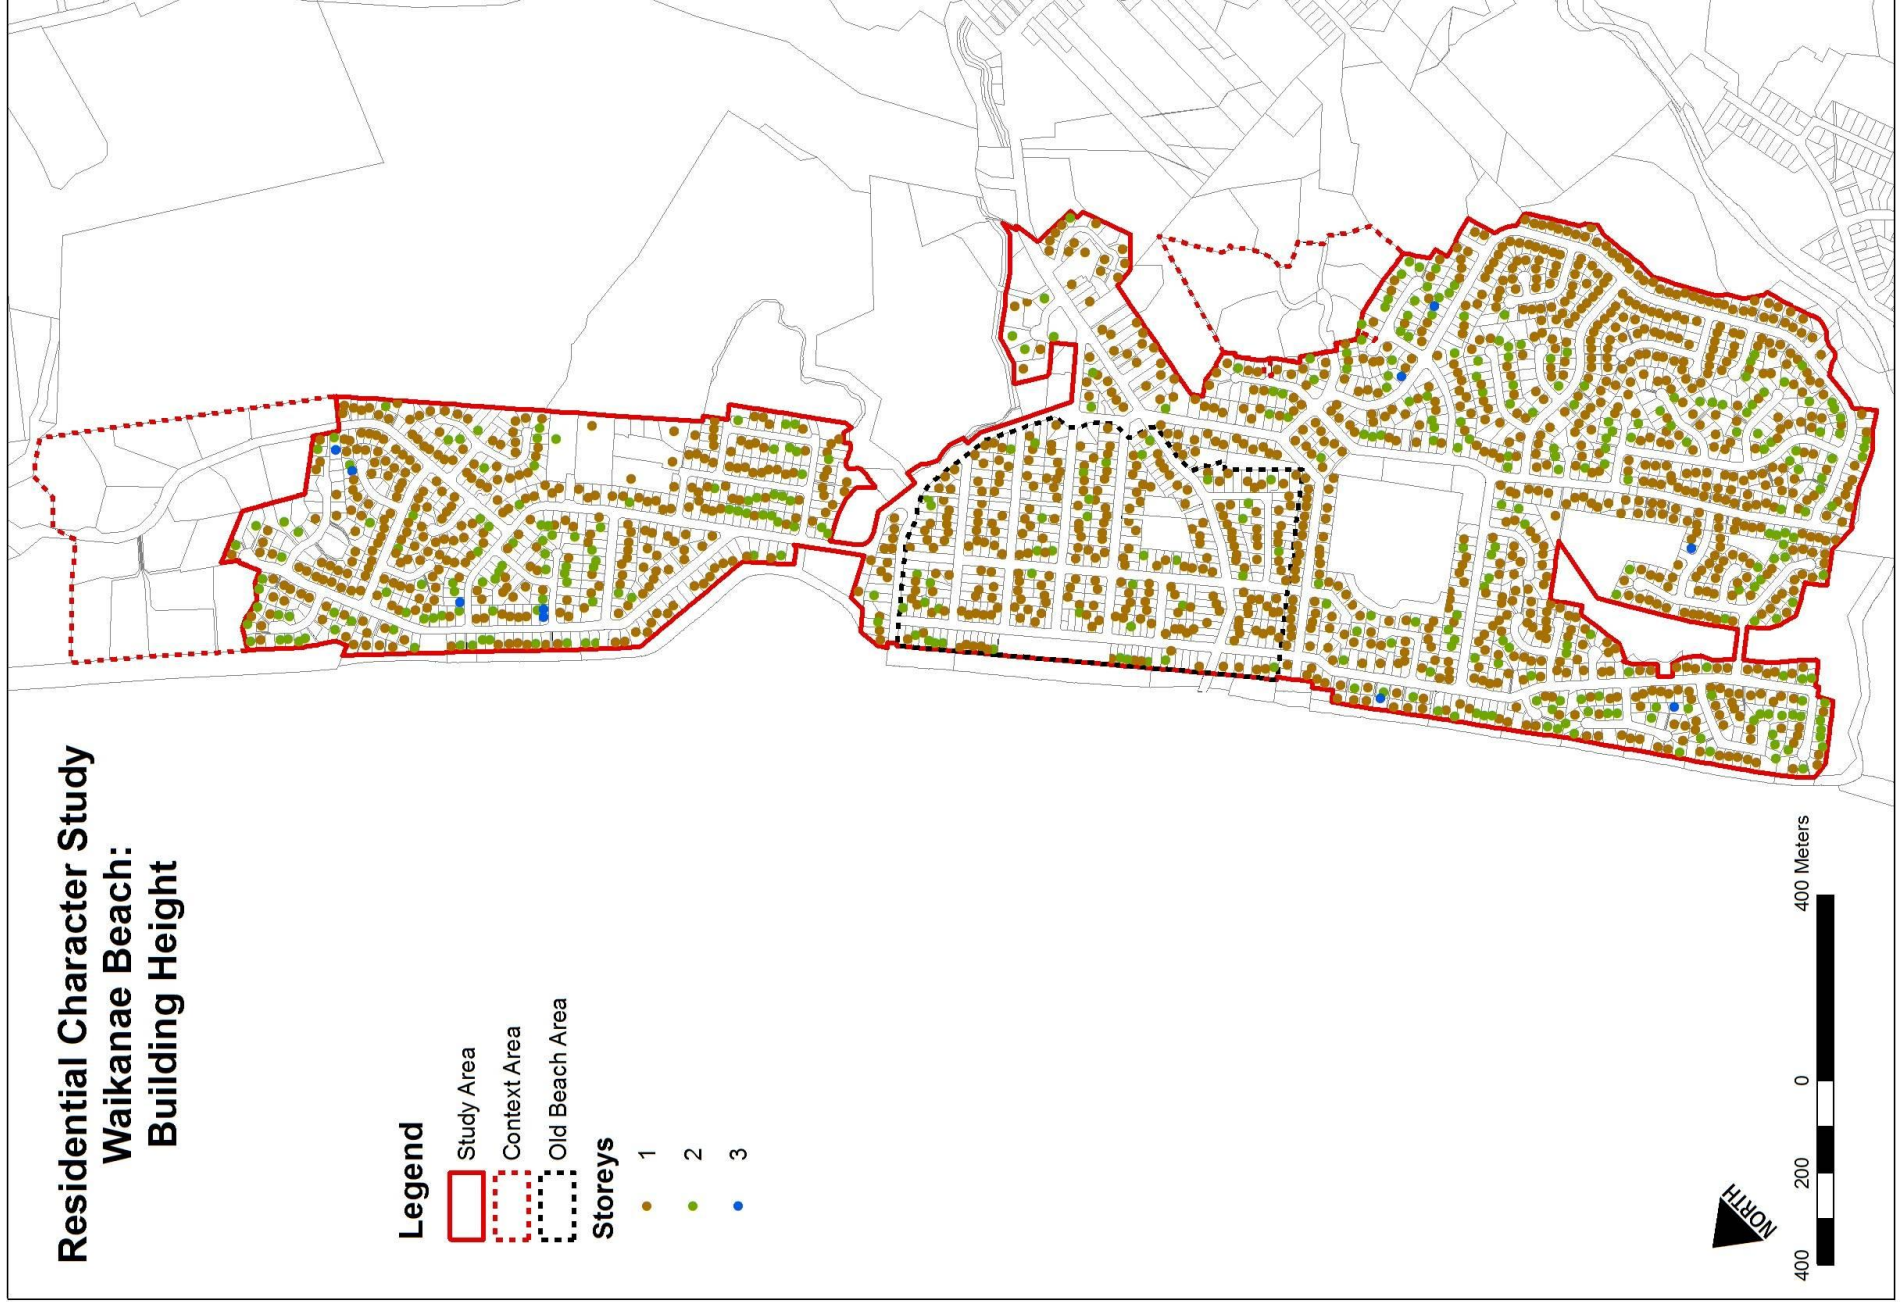 Residential Character Study
Waikanae Beach:
Building Height
Legend
Study Area
Context Area
Old Beach Area
Storeys
1
2
3
NORTH
400 200 0 400 Meters